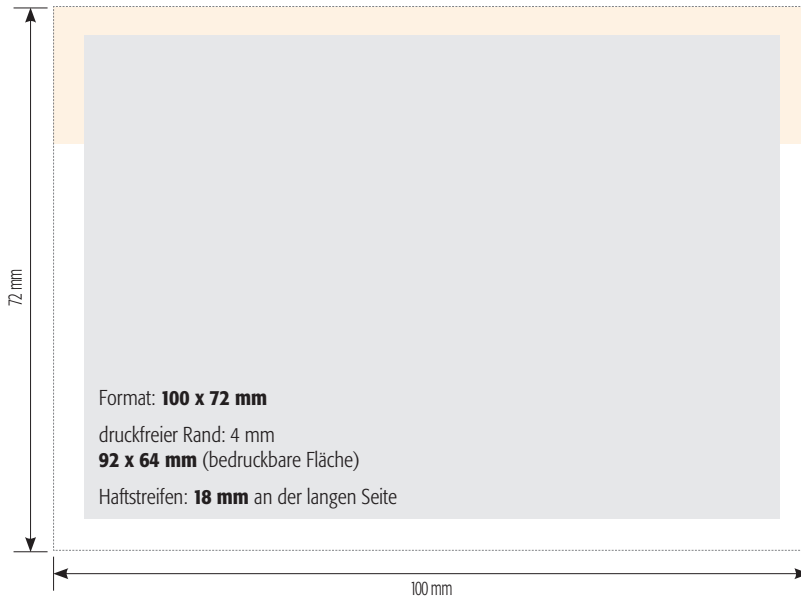 72 mm
Format: 100 x 72 mm
druckfreier Rand: 4 mm
92 x 64 mm (bedruckbare Fläche)
Haftstreifen: 18 mm an der langen Seite
100 mm